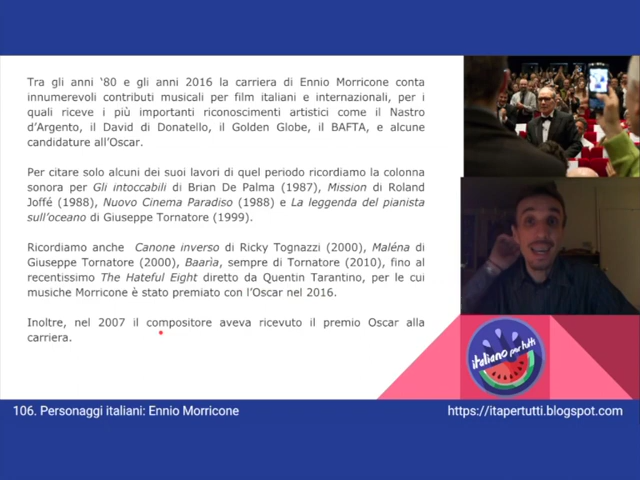 Tra gli anni ‘80 e gli anni 2016 la carriera di Ennio Morricone conta
innumerevoli contributi musicali per film italiani e internazionali, per i
quali riceve i più importanti riconoscimenti artistici come il Nastro
d’Argento, il David di Donatello, il Golden Globe, il BAFTA, e alcune
candidature all’Oscar.
Per citare solo alcuni dei suoi lavori di quel periodo ricordiamo la colonna
sonora per Gli intoccabili di Brian De Palma (1987), Mission di Roland
Joffé (1988), Nuovo Cinema Paradiso (1988) e La leggenda del pianista
sull’oceano di Giuseppe Tornatore (1999).
Ricordiamo anche Canone inverso di Ricky Tognazzi (2000), Maléna di
Giuseppe Tornatore (2000), Baarìa, sempre di Tornatore (2010), fino al
recentissimo The Hateful Eight diretto da Quentin Tarantino, per le cui
musiche Morricone è stato premiato con l’Oscar nel 2016.
Inoltre, nel 2007 il compositore aveva ricevuto il premio Oscar alla
carriera.
italiano per tutti
106. Personaggi italiani: Ennio Morricone
https://itapertutti.blogspot.com